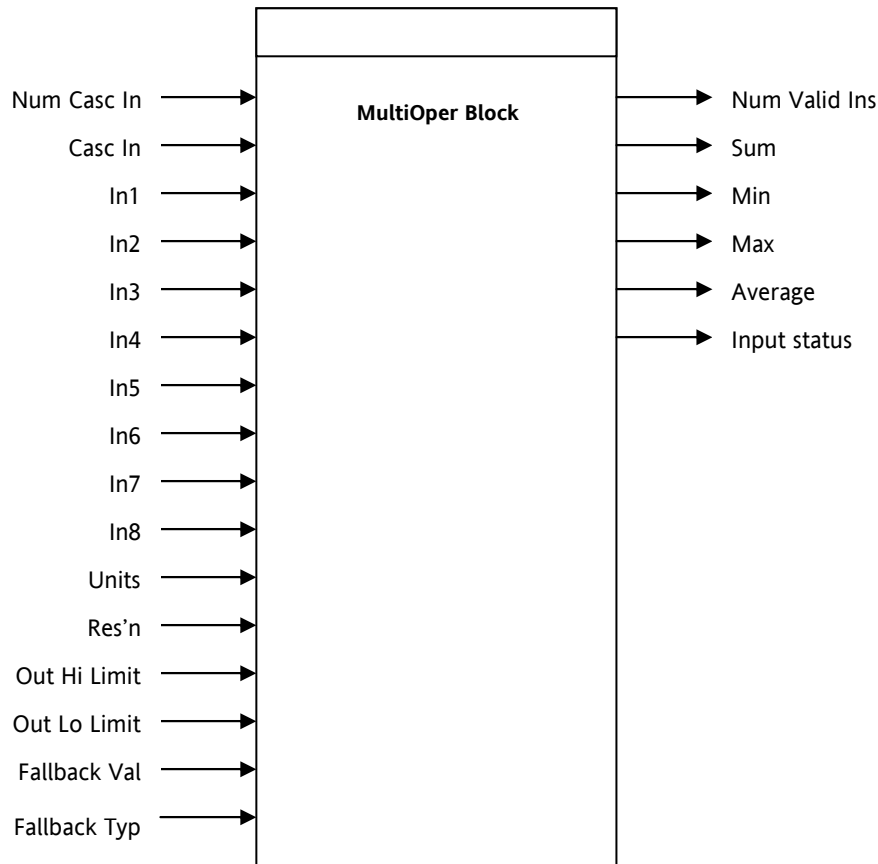 MultiOper Block
Num Casc In
Casc In
In1
In2
In3
In4
In5
In6
In7
In8
Units
Res'n
Out Hi Limit
Out Lo Limit
Fallback Val
Fallback Typ
Num Valid Ins
Sum
Min
Max
Average
Input status